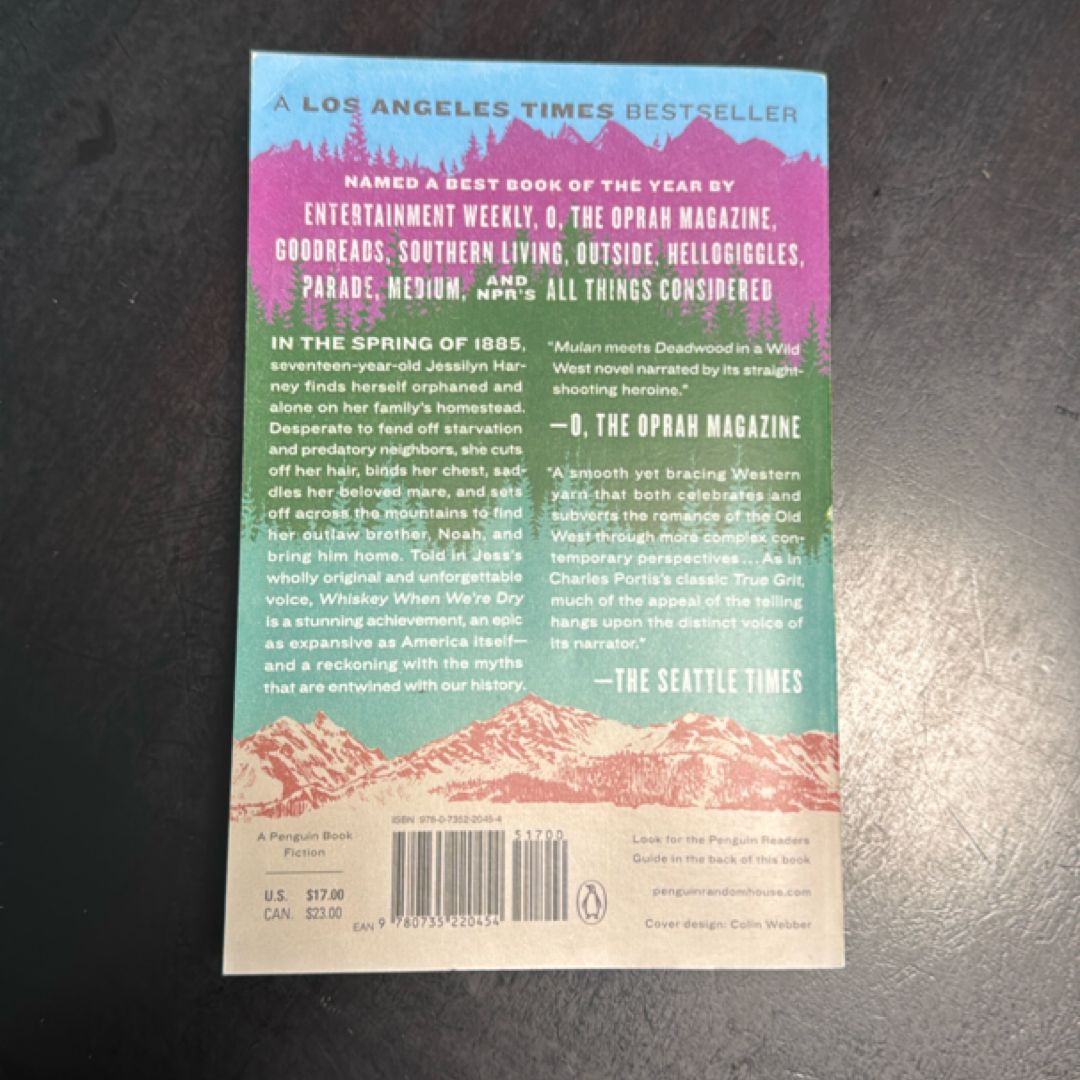 A LOS ANGELES TIMES BESTSELLER
NAMED A BEST BOOK OF THE YEAR BY
ENTERTAINMENT WEEKLY, O, THE OPRAH MAGAZINE,
GOODREADS, SOUTHERN LIVING, OUTSIDE, HELLOGIGGLES,
PARADE, MEDIUM, AND NPR'S ALL THINGS CONSIDERED
IN THE SPRING OF 1885,
seventeen-year-old Jessilyn Har-
ney finds herself orphaned and
alone on her family's homestead.
Desperate to fend off starvation
and predatory neighbors, she cuts
off her hair, binds her chest, sad-
dles her beloved mare, and sets
off across the mountains to find
her outlaw brother, Noah, and
bring him home. Told in Jess's
wholly original and unforgettable
voice, Whiskey When We're Dry
is a stunning achievement, an epic
as expansive as America itself—
and a reckoning with the myths
that are entwined with our history.
"Mulan meets Deadwood in a Wild
West novel narrated by its straight-
shooting heroine."
—O, THE OPRAH MAGAZINE
"A smooth yet bracing Western
yarn that both celebrates and
subverts the romance of the Old
West through more complex con-
temporary perspectives ... As in
Charles Portis's classic True Grit,
much of the appeal of the telling
hangs upon the distinct voice of
its narrator."
—THE SEATTLE TIMES
A Penguin Book
Fiction
U.S. $17.00
CAN. $23.00
ISBN 978-0-7352-2045-4
51700
EAN 9 780735 220454
Look for the Penguin Readers
Guide in the back of this book
penguinrandomhouse.com
Cover design: Colin Webber